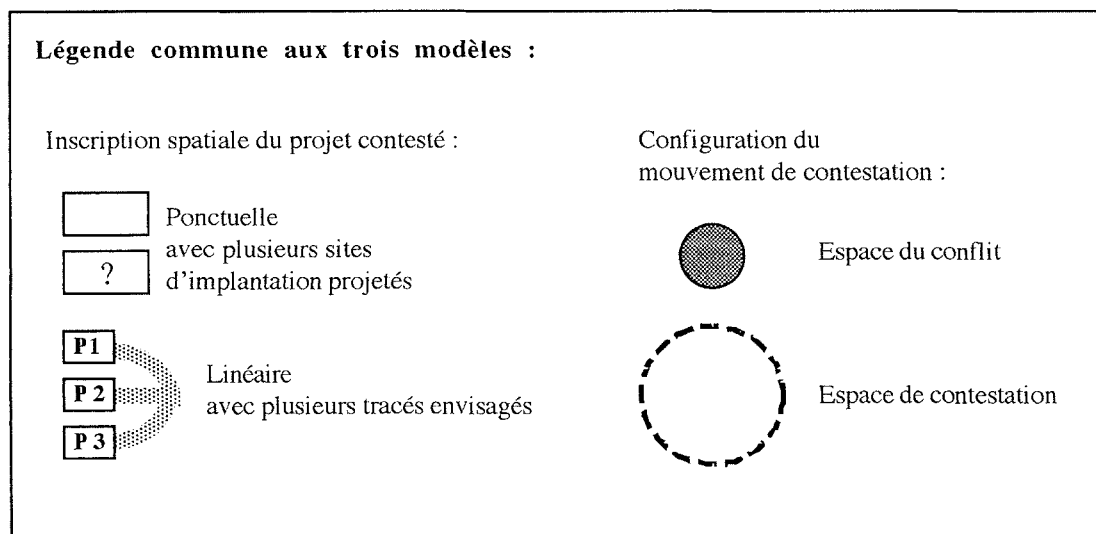 Légende commune aux trois modèles :
Inscription spatiale du projet contesté :
Ponctuelle
avec plusieurs sites
d'implantation projetés
?
P1
P 2
P 3
Linéaire
avec plusieurs tracés envisagés
Configuration du
mouvement de contestation :
Espace du conflit
Espace de contestation